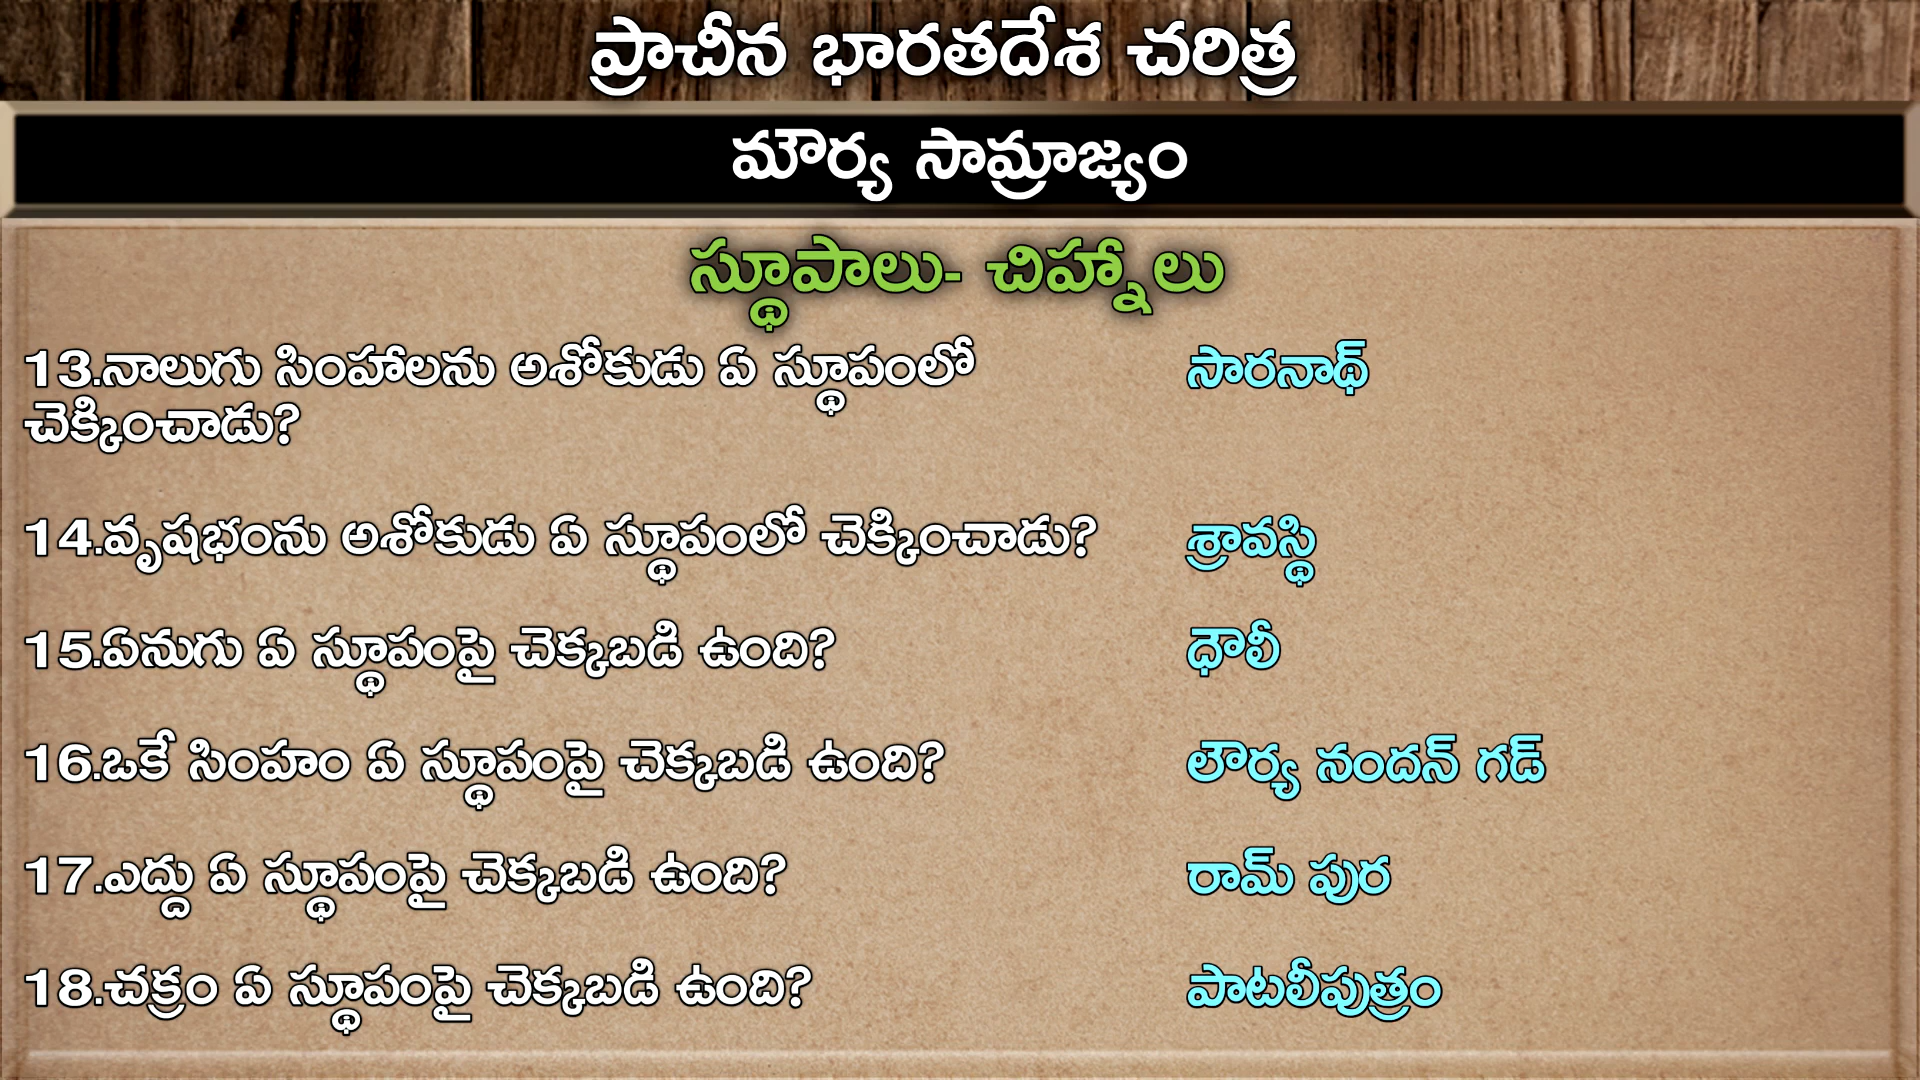 ప్రాచీన భారతదేశ చరిత్ర
మౌర్య సామ్రాజ్యం
స్థూపాలు- చిహ్నాలు
13.నాలుగు సింహాలను అశోకుడు ఏ స్థూపంలో
చెక్కించాడు?
సారనాథ్
14.వృషభంను అశోకుడు ఏ స్థూపంలో చెక్కించాడు? శ్రావస్థి
15.ఏనుగు ఏ స్థూపంపై చెక్కబడి ఉంది? ధౌలీ
16.ఒకే సింహం ఏ స్థూపంపై చెక్కబడి ఉంది? లౌర్య నందన్ గడ్
17.ఎద్దు ఏ స్థూపంపై చెక్కబడి ఉంది? రామ్ పుర
18.చక్రం ఏ స్థూపంపై చెక్కబడి ఉంది? పాటలీపుత్రం